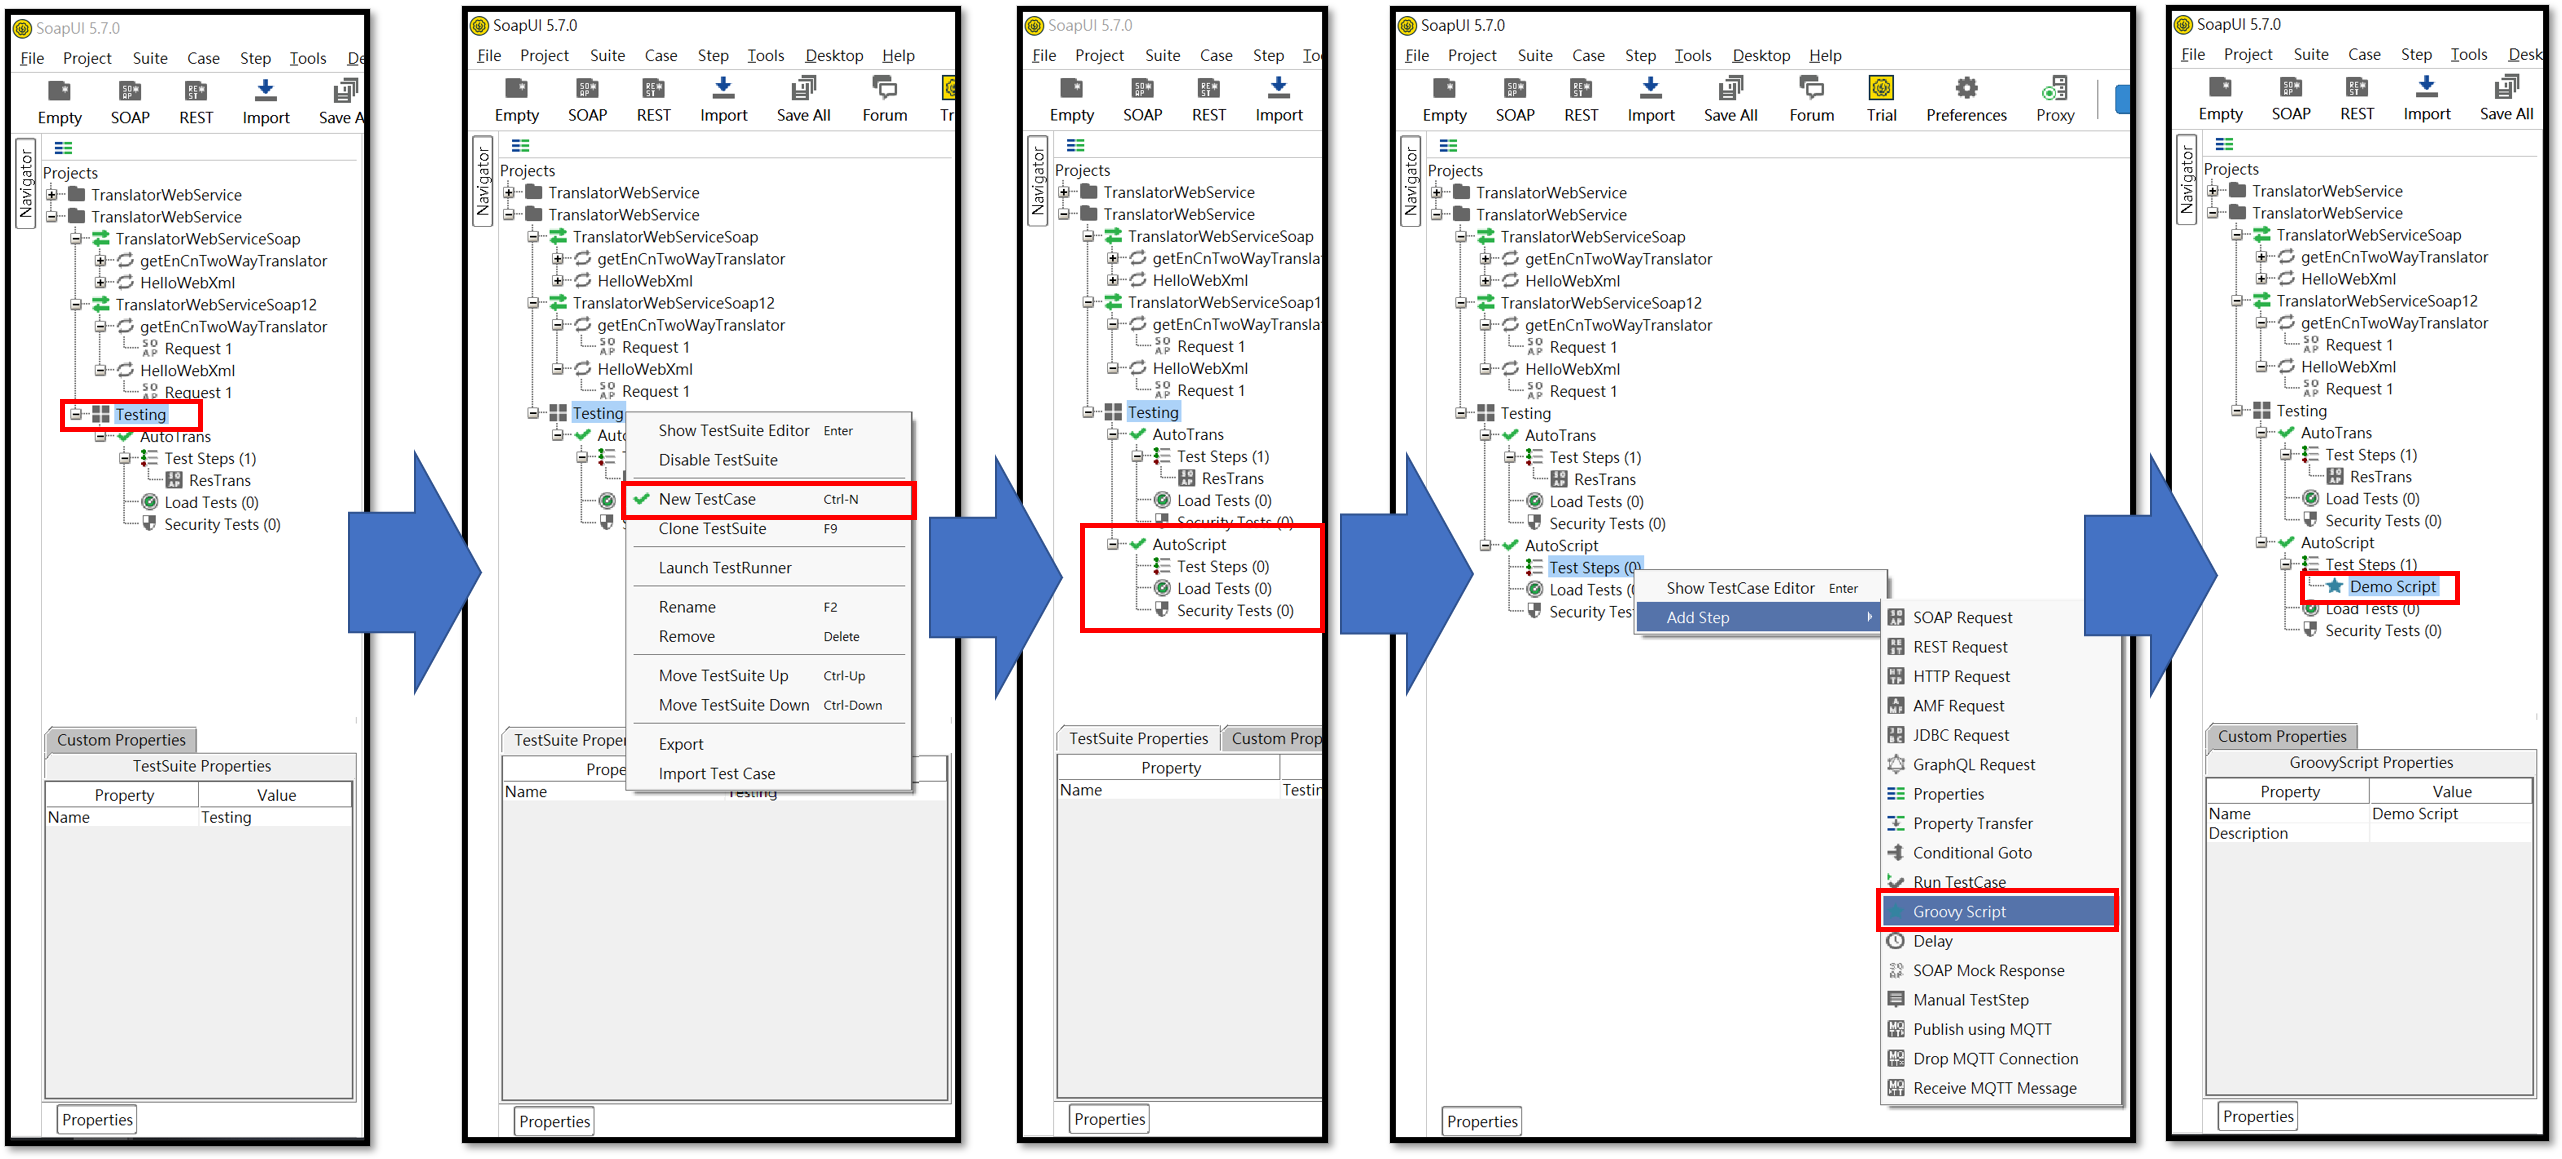 SoapUI 5.7.0
File Project Suite Case Step Tools De
Empty SOAP REST Import Save A
Navigator
Projects
TranslatorWebService
TranslatorWebService
TranslatorWebServiceSoap
getEnCnTwoWayTranslator
HelloWebXml
TranslatorWebServiceSoap12
getEnCnTwoWayTranslator
Request 1
HelloWebXml
Request 1
Testing
AutoTrans
Test Steps (1)
ResTrans
Load Tests (0)
Security Tests (0)
Custom Properties
TestSuite Properties
Property Value
Name Testing
Properties
SoapUI 5.7.0
File Project Suite Case Step Tools Desktop Help
Empty SOAP REST Import Save All Forum Tr
Navigator
Projects
TranslatorWebService
TranslatorWebService
TranslatorWebServiceSoap
getEnCnTwoWayTranslator
HelloWebXml
TranslatorWebServiceSoap12
getEnCnTwoWayTranslator
Request 1
HelloWebXml
Request 1
Testing
Aut
Show TestSuite Editor Enter
Disable TestSuite
New TestCase Ctrl-N
Clone TestSuite F9
Launch TestRunner
Rename F2
Remove Delete
Move TestSuite Up Ctrl-Up
Move TestSuite Down Ctrl-Down
Export
Import Test Case
TestSuite Proper
Prope
Name Testing
Properties
SoapUI 5.7.0
File Project Suite Case Step To
Empty SOAP REST Import
Navigator
Projects
TranslatorWebService
TranslatorWebService
TranslatorWebServiceSoap
getEnCnTwoWayTranslat
HelloWebXml
TranslatorWebServiceSoap1
getEnCnTwoWayTranslat
Request 1
HelloWebXml
Request 1
Testing
AutoTrans
Test Steps (1)
ResTrans
Load Tests (0)
Security Tests (0)
AutoScript
Test Steps (0)
Load Tests (0)
Security Tests (0)
TestSuite Properties Custom Prop
Property
Name Testin
Properties
SoapUI 5.7.0
File Project Suite Case Step Tools Desktop Help
Empty SOAP REST Import Save All Forum Trial Preferences Proxy
Navigator
Projects
TranslatorWebService
TranslatorWebService
TranslatorWebServiceSoap
getEnCnTwoWayTranslator
HelloWebXml
TranslatorWebServiceSoap12
getEnCnTwoWayTranslator
Request 1
HelloWebXml
Request 1
Testing
AutoTrans
Test Steps (1)
ResTrans
Load Tests (0)
Security Tests (0)
AutoScript
Test Steps (0)
Load Tests (0
Security Test
Show TestCase Editor Enter
Add Step
SOAP Request
REST Request
HTTP Request
AMF Request
JDBC Request
GraphQL Request
Properties
Property Transfer
Conditional Goto
Run TestCase
Groovy Script
Delay
SOAP Mock Response
Manual TestStep
Publish using MQTT
Drop MQTT Connection
Receive MQTT Message
Properties
SoapUI 5.7.0
File Project Suite Case Step Tools Desk
Empty SOAP REST Import Save All
Navigator
Projects
TranslatorWebService
TranslatorWebService
TranslatorWebServiceSoap
getEnCnTwoWayTranslator
HelloWebXml
TranslatorWebServiceSoap12
getEnCnTwoWayTranslator
Request 1
HelloWebXml
Request 1
Testing
AutoTrans
Test Steps (1)
ResTrans
Load Tests (0)
Security Tests (0)
AutoScript
Test Steps (1)
Demo Script
Load Tests (0)
Security Tests (0)
Custom Properties
GroovyScript Properties
Property Value
Name Demo Script
Description
Properties